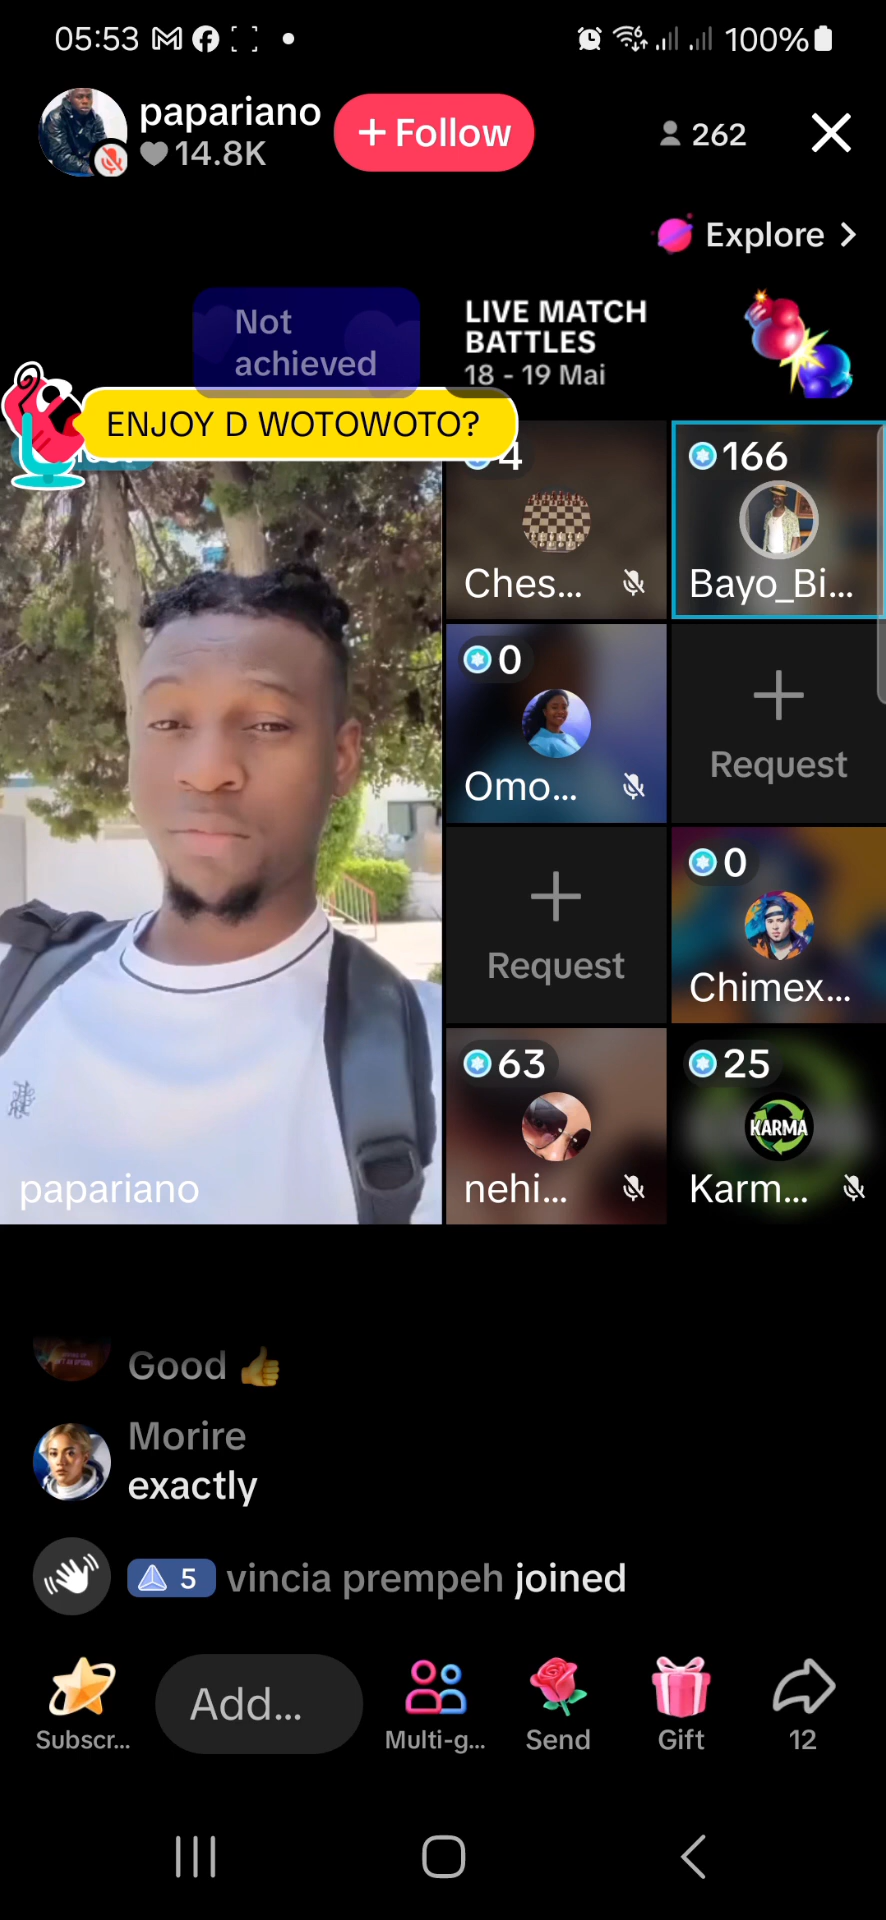 05:53
100%
papariano
14.8K
+ Follow
262
Explore >
Not
achieved
LIVE MATCH
BATTLES
18 - 19 Mai
ENJOY D WOTOWOTO?
4
166
Ches...
Bayo_Bi...
0
Omo...
Request
Request
0
Chimex...
63
25
KARMA
papariano
nehi...
Karm...
Good 👍
Morire
exactly
5 vincia prempeh joined
Subscr...
Add...
Multi-g...
Send
Gift
12